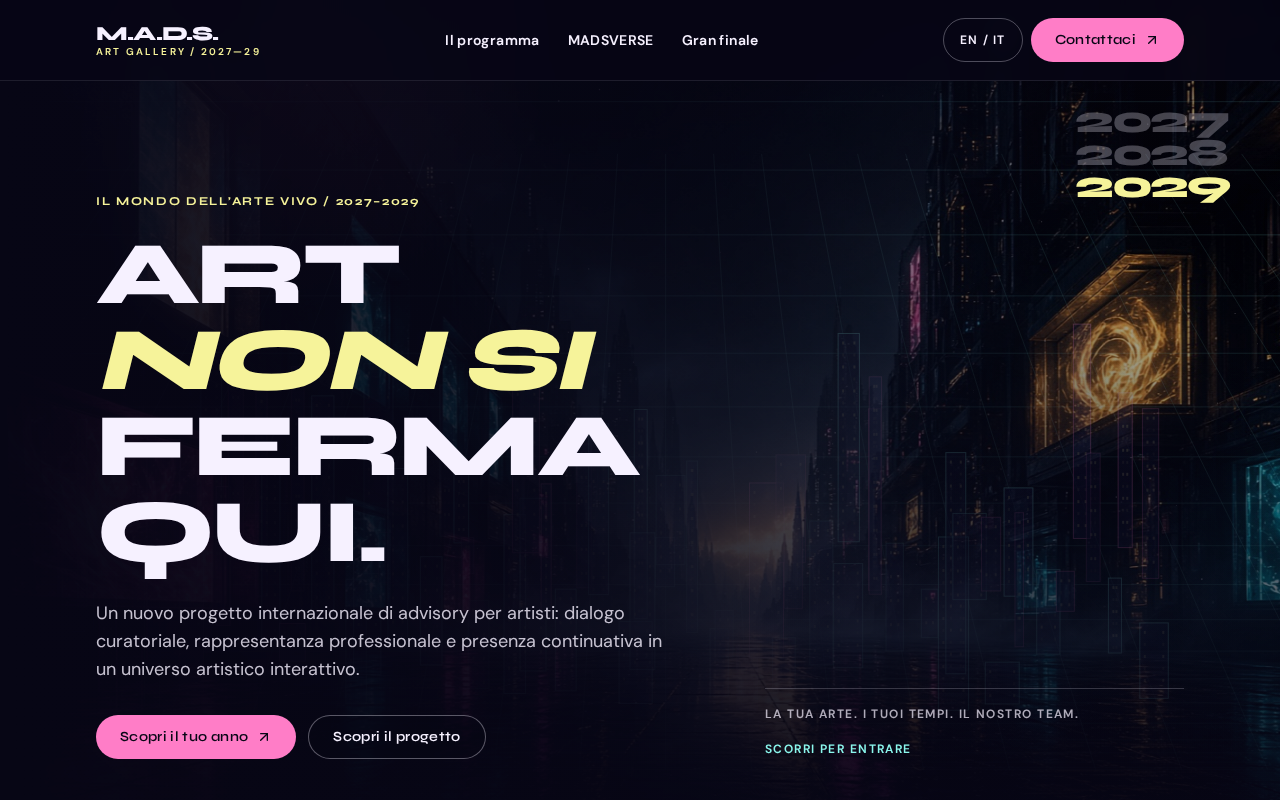 M.A.D.S.
ART GALLERY / 2027—29
Il programma
MADSVERSE
Gran finale
EN / IT
Contattaci
2027
2028
2029
IL MONDO DELL'ARTE VIVO / 2027–2029
ART
NON SI
FERMA
QUI.
Un nuovo progetto internazionale di advisory per artisti: dialogo
curatoriale, rappresentanza professionale e presenza continuativa in
un universo artistico interattivo.
LA TUA ARTE. I TUOI TEMPI. IL NOSTRO TEAM.
SCORRI PER ENTRARE
Scopri il tuo anno
Scopri il progetto